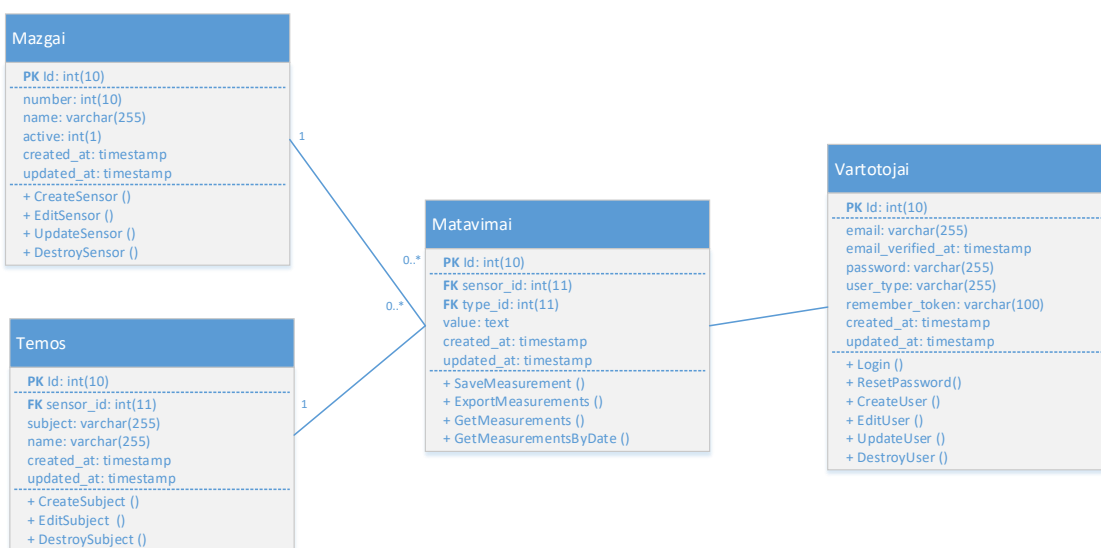 Mazgai
PK Id: int(10)
number: int(10)
name: varchar(255)
active: int(1)
created_at: timestamp
updated_at: timestamp
+ CreateSensor ()
+ EditSensor ()
+ UpdateSensor ()
+ DestroySensor ()
1
0..*
0..*
1
Temos
PK Id: int(10)
FK sensor_id: int(11)
subject: varchar(255)
name: varchar(255)
created_at: timestamp
updated_at: timestamp
+ CreateSubject ()
+ EditSubject ()
+ DestroySubject ()
Matavimai
PK Id: int(10)
FK sensor_id: int(11)
FK type_id: int(11)
value: text
created_at: timestamp
updated_at: timestamp
+ SaveMeasurement ()
+ ExportMeasurements ()
+ GetMeasurements ()
+ GetMeasurementsByDate ()
Vartotojai
PK Id: int(10)
email: varchar(255)
email_verified_at: timestamp
password: varchar(255)
user_type: varchar(255)
remember_token: varchar(100)
created_at: timestamp
updated_at: timestamp
+ Login ()
+ ResetPassword()
+ CreateUser ()
+ EditUser ()
+ UpdateUser ()
+ DestroyUser ()